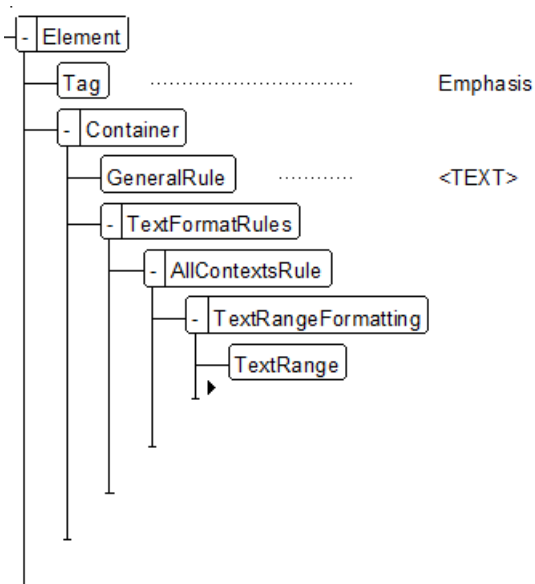 - Element
Tag .............................. Emphasis
- Container
GeneralRule ........... <TEXT>
- TextFormatRules
- AllContextsRule
- TextRangeFormatting
TextRange